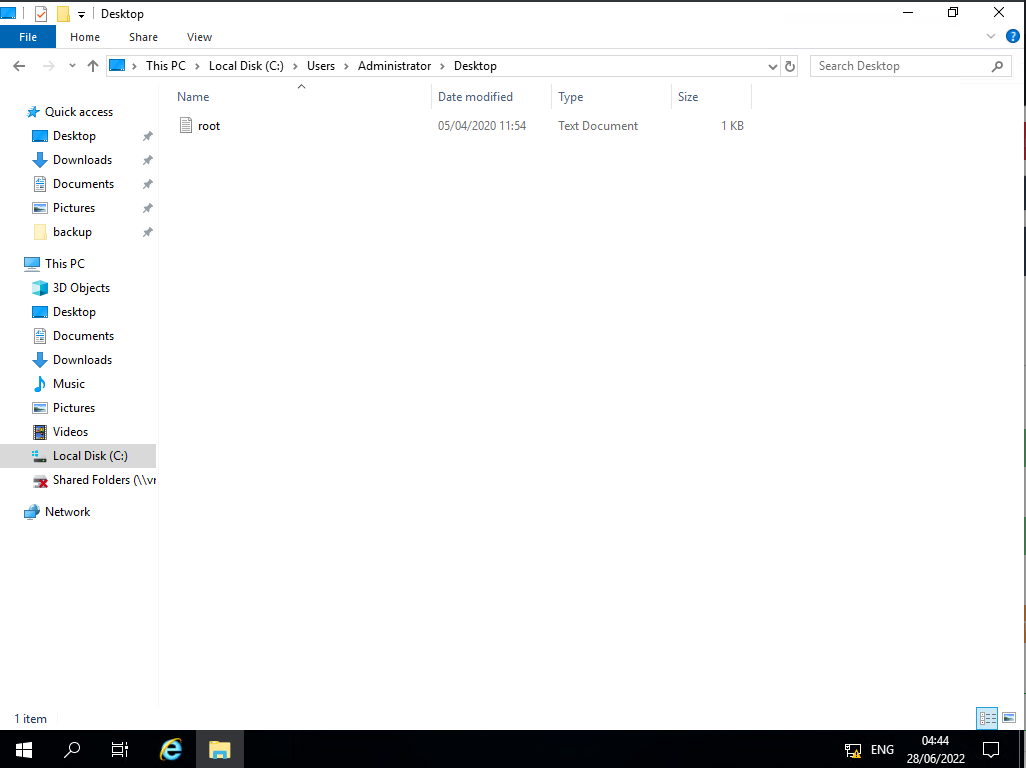 Desktop
File Home Share View
This PC Local Disk (C:) Users Administrator Desktop Search Desktop
Name Date modified Type Size
root 05/04/2020 11:54 Text Document 1 KB
Quick access
Desktop
Downloads
Documents
Pictures
backup
This PC
3D Objects
Desktop
Documents
Downloads
Music
Pictures
Videos
Local Disk (C:)
Shared Folders (\\vr
Network
1 item
ENG 04:44
28/06/2022